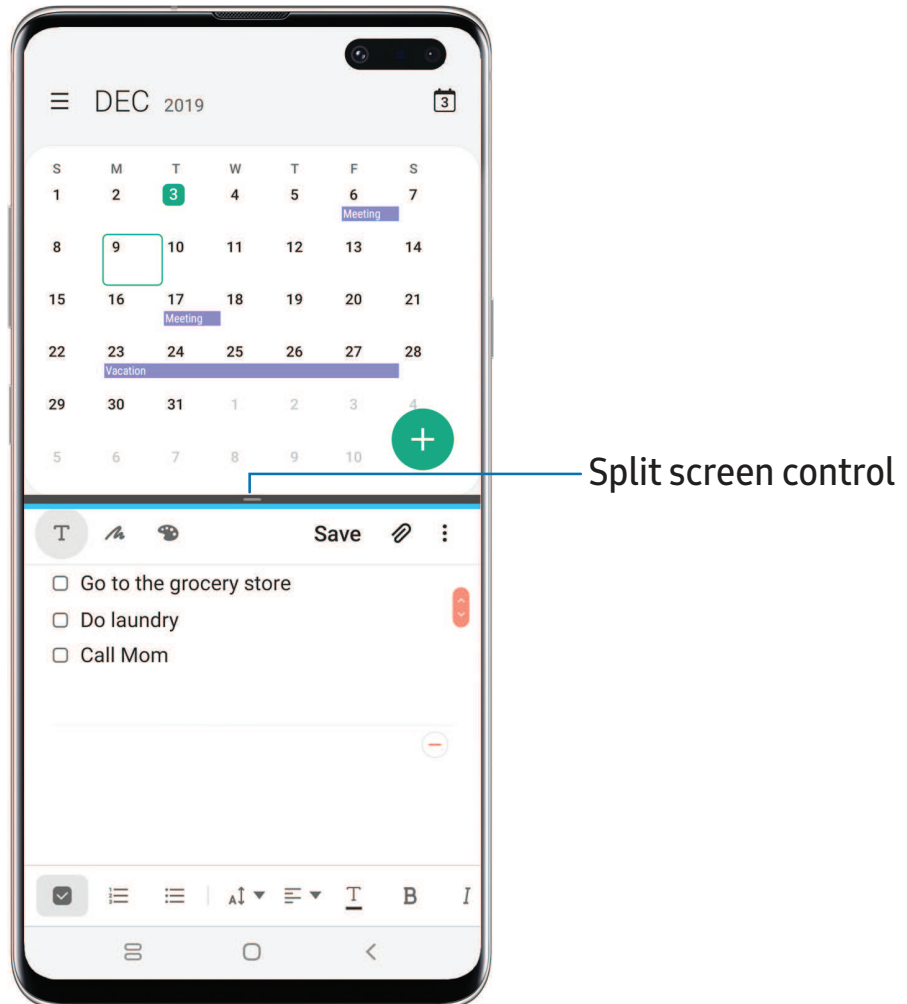 DEC 2019 3
S M T W T F S
1 2 3 4 5 6 7
Meeting
8 9 10 11 12 13 14
15 16 17 18 19 20 21
Meeting
22 23 24 25 26 27 28
Vacation
29 30 31 1 2 3 4
5 6 7 8 9 10
Split screen control
T Save
Go to the grocery store
Do laundry
Call Mom
A T B I